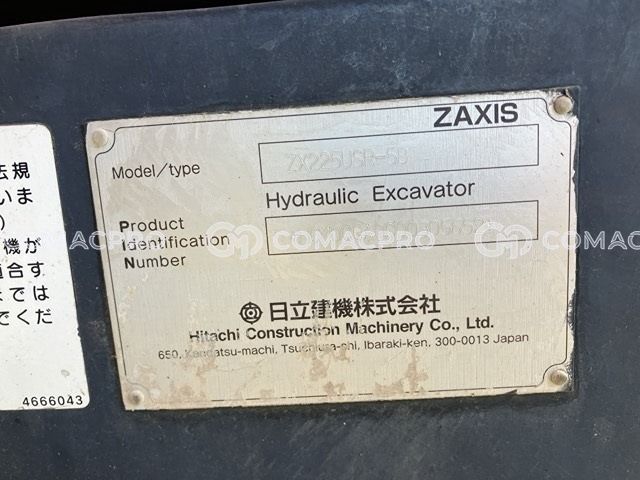 ZAXIS
Model/type ZX225USR-5B
Hydraulic Excavator
Product
Identification
Number
COMACPRO
COMACPRO
日立建機株式会社
Hitachi Construction Machinery Co., Ltd.
650, Kandatsu-machi, Tsuchiura-shi, Ibaraki-ken, 300-0013 Japan
法規
いま
機が
適合す
では
でくだ
4666043